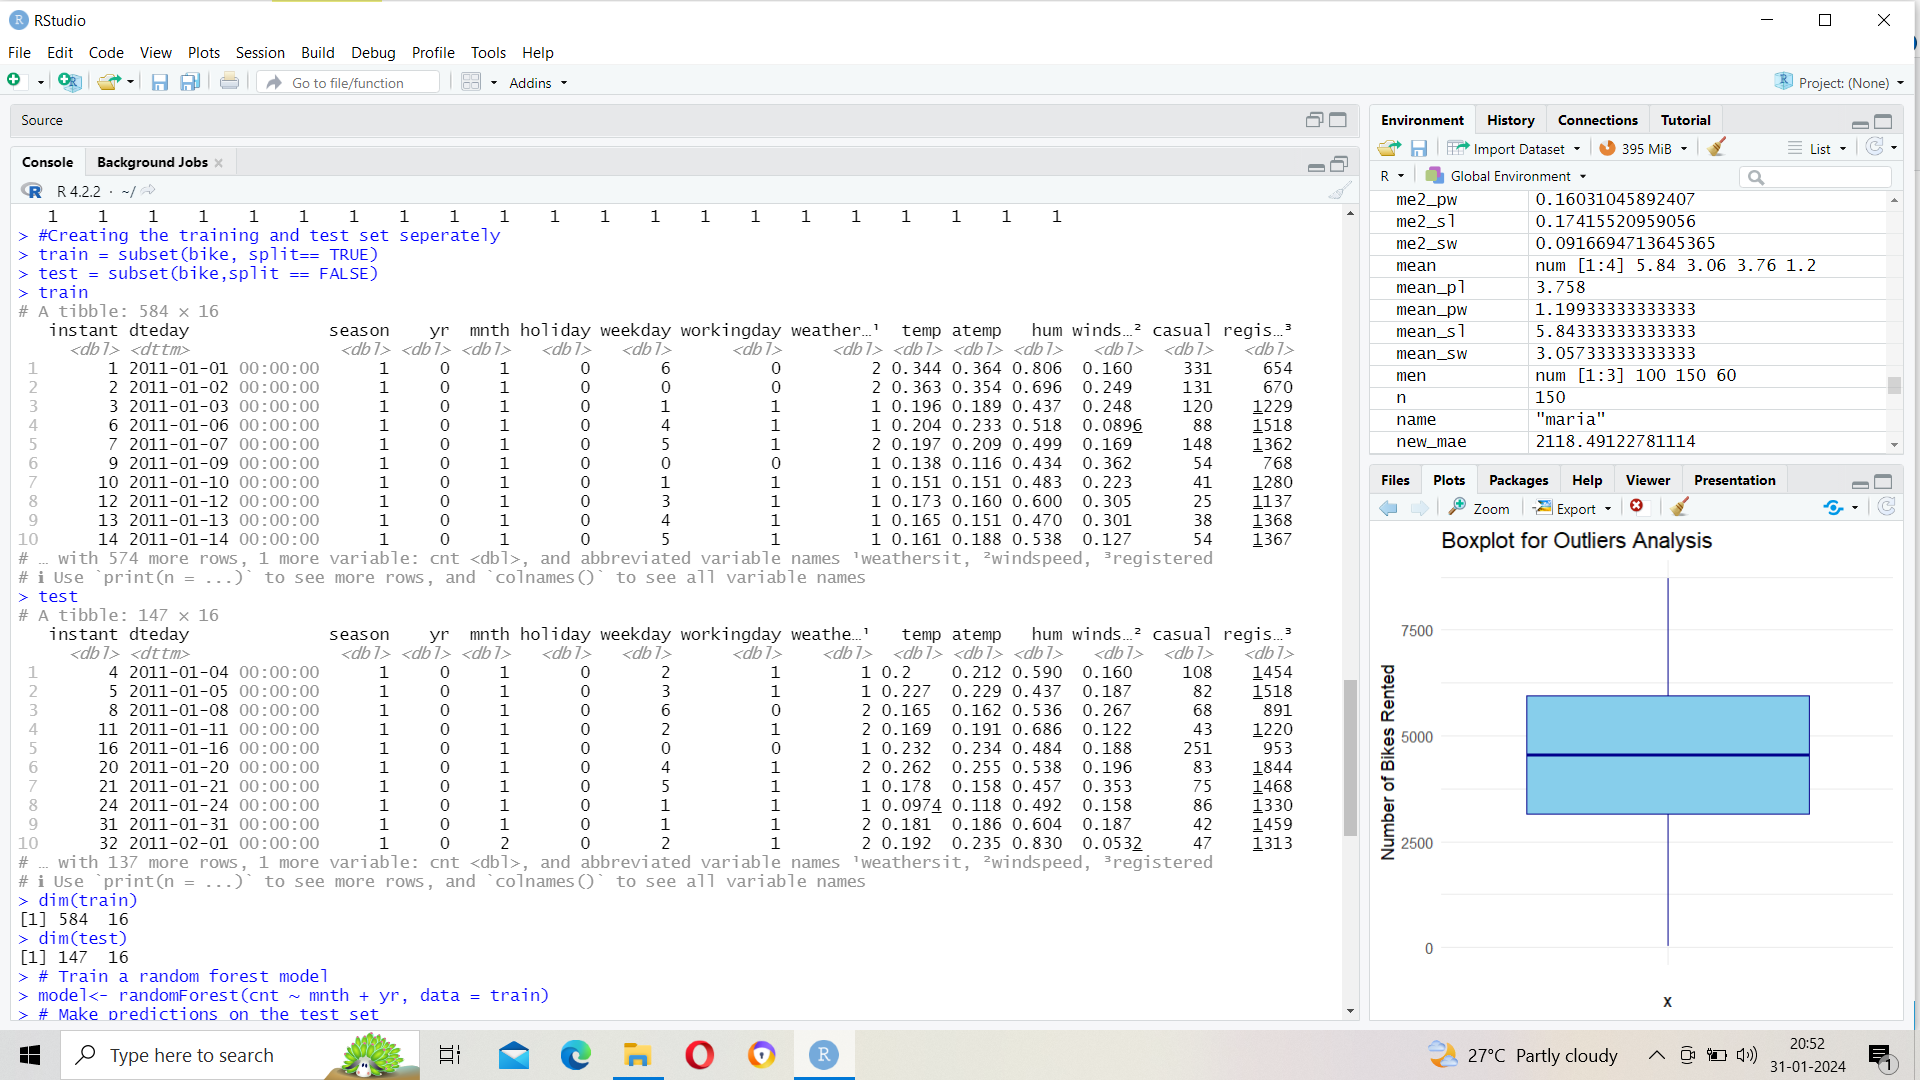 RStudio
File Edit Code View Plots Session Build Debug Profile Tools Help
Go to file/function Addins Project: (None)
Source
Console Background Jobs
R 4.2.2 · ~/
1 1 1 1 1 1 1 1 1 1 1 1 1 1 1 1 1 1 1 1 1
> #Creating the training and test set seperately
> train = subset(bike, split== TRUE)
> test = subset(bike,split == FALSE)
> train
# A tibble: 584 × 16
instant dteday season yr mnth holiday weekday workingday weather…¹ temp atemp hum winds…² casual regis…³
<dbl> <dttm> <dbl> <dbl> <dbl> <dbl> <dbl> <dbl> <dbl> <dbl> <dbl> <dbl> <dbl> <dbl> <dbl>
1 1 2011-01-01 00:00:00 1 0 1 0 6 0 2 0.344 0.364 0.806 0.160 331 654
2 2 2011-01-02 00:00:00 1 0 1 0 0 0 2 0.363 0.354 0.696 0.249 131 670
3 3 2011-01-03 00:00:00 1 0 1 0 1 1 1 0.196 0.189 0.437 0.248 120 1229
4 6 2011-01-06 00:00:00 1 0 1 0 4 1 1 0.204 0.233 0.518 0.0896 88 1518
5 7 2011-01-07 00:00:00 1 0 1 0 5 1 2 0.197 0.209 0.499 0.169 148 1362
6 9 2011-01-09 00:00:00 1 0 1 0 0 0 1 0.138 0.116 0.434 0.362 54 768
7 10 2011-01-10 00:00:00 1 0 1 0 1 1 1 0.151 0.151 0.483 0.223 41 1280
8 12 2011-01-12 00:00:00 1 0 1 0 3 1 1 0.173 0.160 0.600 0.305 25 1137
9 13 2011-01-13 00:00:00 1 0 1 0 4 1 1 0.165 0.151 0.470 0.301 38 1368
10 14 2011-01-14 00:00:00 1 0 1 0 5 1 1 0.161 0.188 0.538 0.127 54 1367
# … with 574 more rows, 1 more variable: cnt <dbl>, and abbreviated variable names ¹weathersit, ²windspeed, ³registered
# ℹ Use `print(n = ...)` to see more rows, and `colnames()` to see all variable names
> test
# A tibble: 147 × 16
instant dteday season yr mnth holiday weekday workingday weathe…¹ temp atemp hum winds…² casual regis…³
<dbl> <dttm> <dbl> <dbl> <dbl> <dbl> <dbl> <dbl> <dbl> <dbl> <dbl> <dbl> <dbl> <dbl> <dbl>
1 4 2011-01-04 00:00:00 1 0 1 0 2 1 1 0.2 0.212 0.590 0.160 108 1454
2 5 2011-01-05 00:00:00 1 0 1 0 3 1 1 0.227 0.229 0.437 0.187 82 1518
3 8 2011-01-08 00:00:00 1 0 1 0 6 0 2 0.165 0.162 0.536 0.267 68 891
4 11 2011-01-11 00:00:00 1 0 1 0 2 1 2 0.169 0.191 0.686 0.122 43 1220
5 16 2011-01-16 00:00:00 1 0 1 0 0 0 1 0.232 0.234 0.484 0.188 251 953
6 20 2011-01-20 00:00:00 1 0 1 0 4 1 2 0.262 0.255 0.538 0.196 83 1844
7 21 2011-01-21 00:00:00 1 0 1 0 5 1 1 0.178 0.158 0.457 0.353 75 1468
8 24 2011-01-24 00:00:00 1 0 1 0 1 1 1 0.0974 0.118 0.492 0.158 86 1330
9 31 2011-01-31 00:00:00 1 0 1 0 1 1 2 0.181 0.186 0.604 0.187 42 1459
10 32 2011-02-01 00:00:00 1 0 2 0 2 1 2 0.192 0.235 0.830 0.0532 47 1313
# … with 137 more rows, 1 more variable: cnt <dbl>, and abbreviated variable names ¹weathersit, ²windspeed, ³registered
# ℹ Use `print(n = ...)` to see more rows, and `colnames()` to see all variable names
> dim(train)
[1] 584 16
> dim(test)
[1] 147 16
> # Train a random forest model
> model<- randomForest(cnt ~ mnth + yr, data = train)
> # Make predictions on the test set
Environment History Connections Tutorial
Import Dataset 395 MiB List
R Global Environment
me2_pw 0.16031045892407
me2_sl 0.17415520959056
me2_sw 0.0916694713645365
mean num [1:4] 5.84 3.06 3.76 1.2
mean_pl 3.758
mean_pw 1.19933333333333
mean_sl 5.84333333333333
mean_sw 3.05733333333333
men num [1:3] 100 150 60
n 150
name "maria"
new_mae 2118.49122781114
Files Plots Packages Help Viewer Presentation
Zoom Export
Boxplot for Outliers Analysis
Number of Bikes Rented
7500
5000
2500
0
x
Type here to search
27°C Partly cloudy
20:52
31-01-2024
1